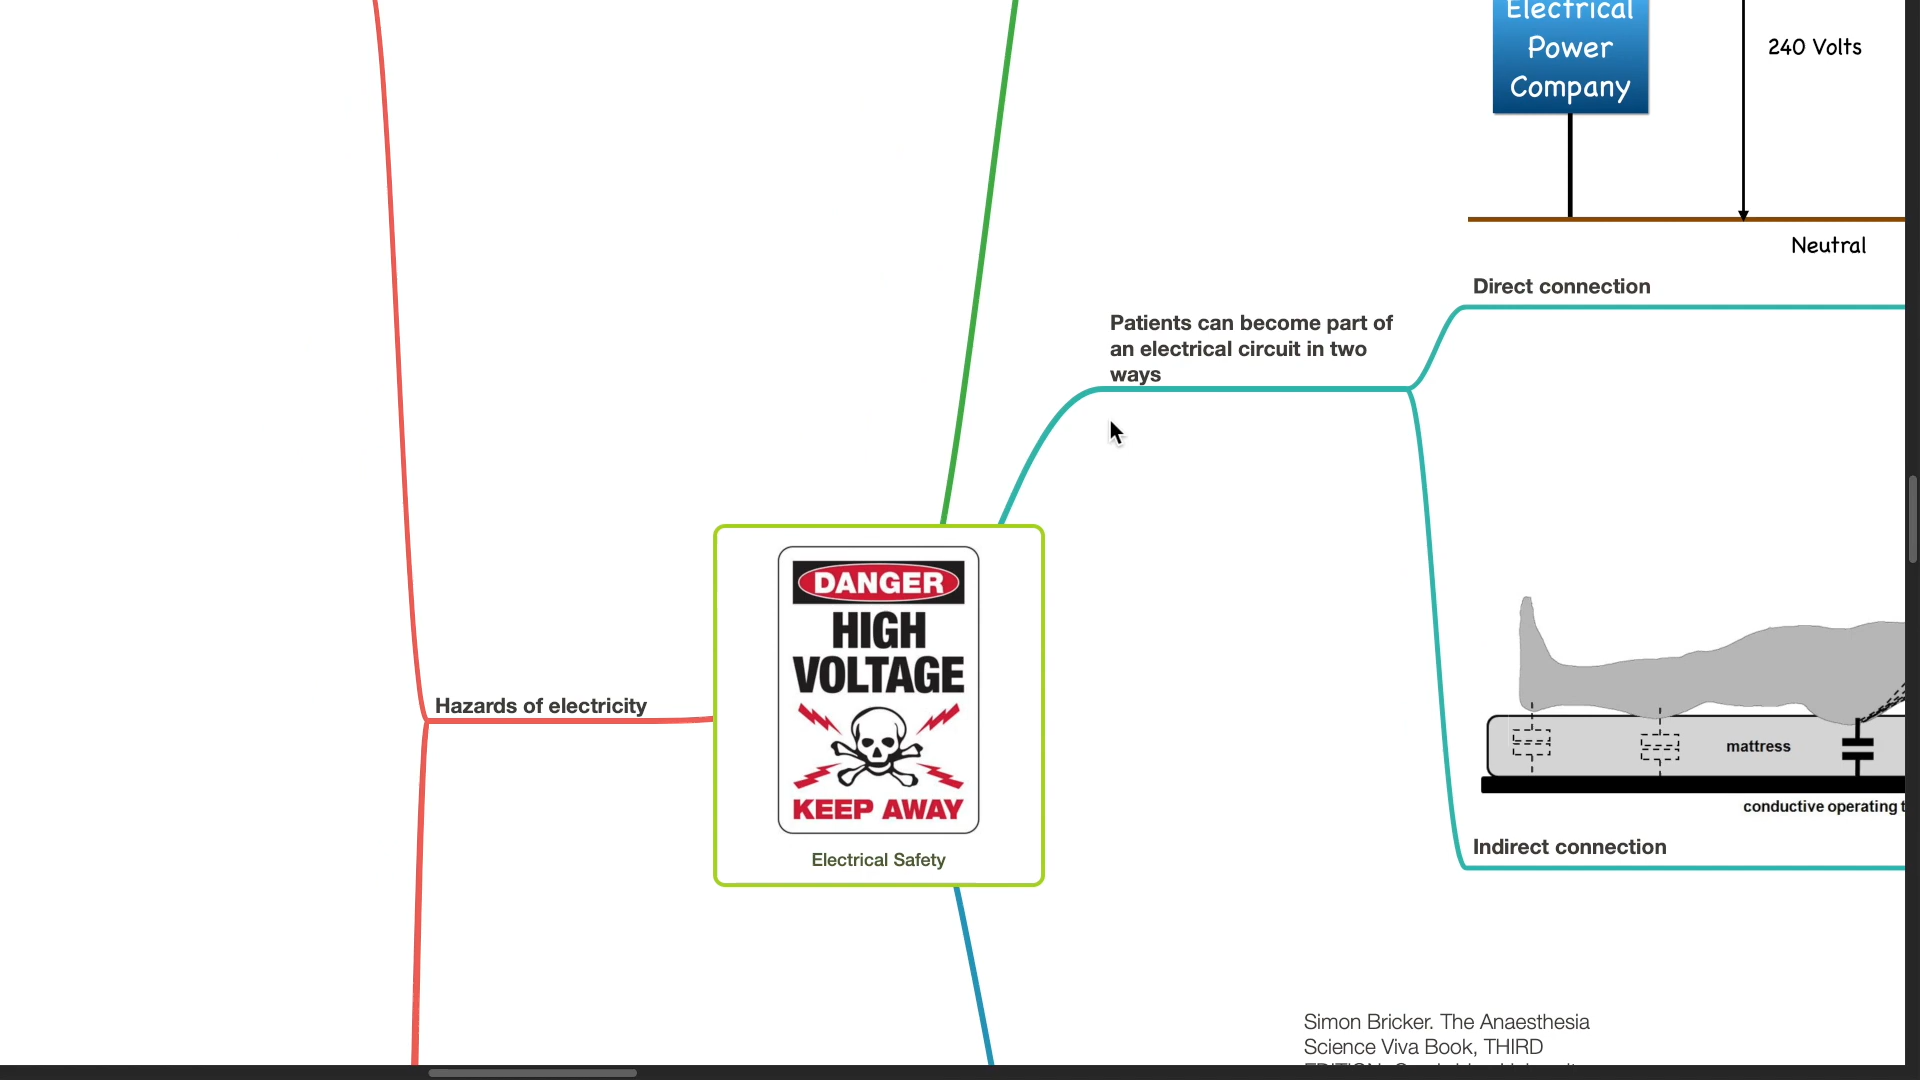 Electrical
Power
Company
240 Volts
Neutral
Direct connection
Patients can become part of
an electrical circuit in two
ways
DANGER
HIGH
VOLTAGE
KEEP AWAY
Electrical Safety
Hazards of electricity
mattress
conductive operating
Indirect connection
Simon Bricker. The Anaesthesia
Science Viva Book, THIRD